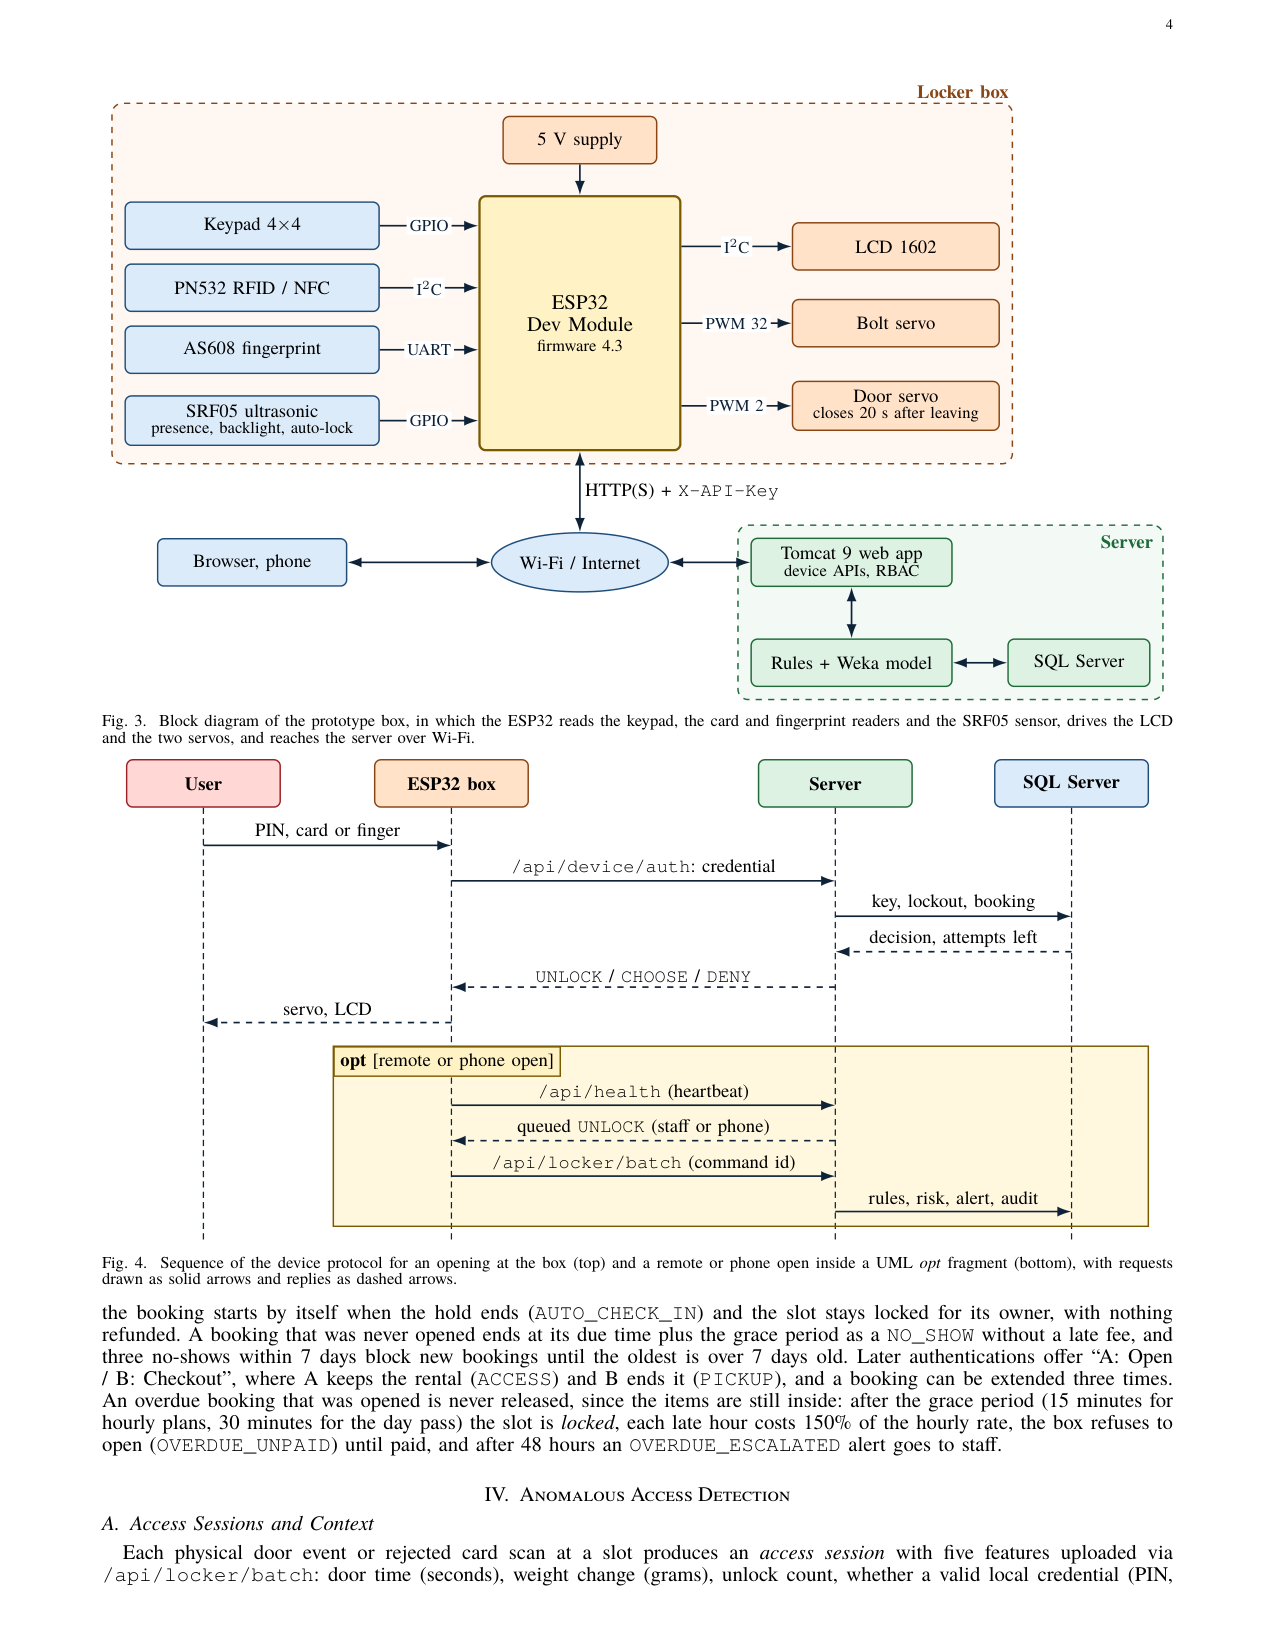 4
Locker box
5 V supply
Keypad 4×4
GPIO
PN532 RFID / NFC
I²C
AS608 fingerprint
UART
SRF05 ultrasonic
presence, backlight, auto-lock
GPIO
ESP32
Dev Module
firmware 4.3
I²C
LCD 1602
PWM 32
Bolt servo
PWM 2
Door servo
closes 20 s after leaving
HTTP(S) + X-API-Key
Browser, phone
Wi-Fi / Internet
Server
Tomcat 9 web app
device APIs, RBAC
Rules + Weka model
SQL Server
Fig. 3. Block diagram of the prototype box, in which the ESP32 reads the keypad, the card and fingerprint readers and the SRF05 sensor, drives the LCD
and the two servos, and reaches the server over Wi-Fi.
User
ESP32 box
Server
SQL Server
PIN, card or finger
/api/device/auth: credential
key, lockout, booking
decision, attempts left
UNLOCK / CHOOSE / DENY
servo, LCD
opt [remote or phone open]
/api/health (heartbeat)
queued UNLOCK (staff or phone)
/api/locker/batch (command id)
rules, risk, alert, audit
Fig. 4. Sequence of the device protocol for an opening at the box (top) and a remote or phone open inside a UML opt fragment (bottom), with requests
drawn as solid arrows and replies as dashed arrows.
the booking starts by itself when the hold ends (AUTO_CHECK_IN) and the slot stays locked for its owner, with nothing
refunded. A booking that was never opened ends at its due time plus the grace period as a NO_SHOW without a late fee, and
three no-shows within 7 days block new bookings until the oldest is over 7 days old. Later authentications offer “A: Open
/ B: Checkout”, where A keeps the rental (ACCESS) and B ends it (PICKUP), and a booking can be extended three times.
An overdue booking that was opened is never released, since the items are still inside: after the grace period (15 minutes for
hourly plans, 30 minutes for the day pass) the slot is locked, each late hour costs 150% of the hourly rate, the box refuses to
open (OVERDUE_UNPAID) until paid, and after 48 hours an OVERDUE_ESCALATED alert goes to staff.
IV. Anomalous Access Detection
A. Access Sessions and Context
Each physical door event or rejected card scan at a slot produces an access session with five features uploaded via
/api/locker/batch: door time (seconds), weight change (grams), unlock count, whether a valid local credential (PIN,